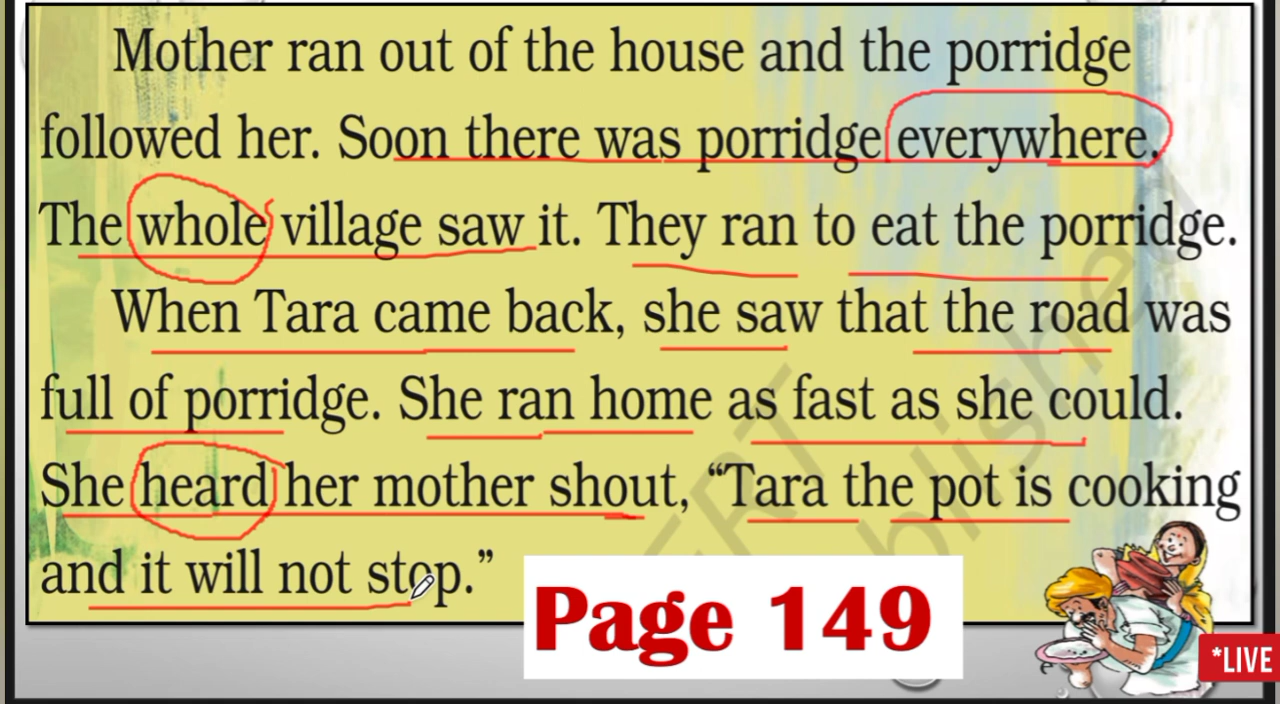 Mother ran out of the house and the porridge
followed her. Soon there was porridge everywhere.
The whole village saw it. They ran to eat the porridge.
When Tara came back, she saw that the road was
full of porridge. She ran home as fast as she could.
She heard her mother shout, “Tara the pot is cooking
and it will not stop.”
Page 149
*LIVE